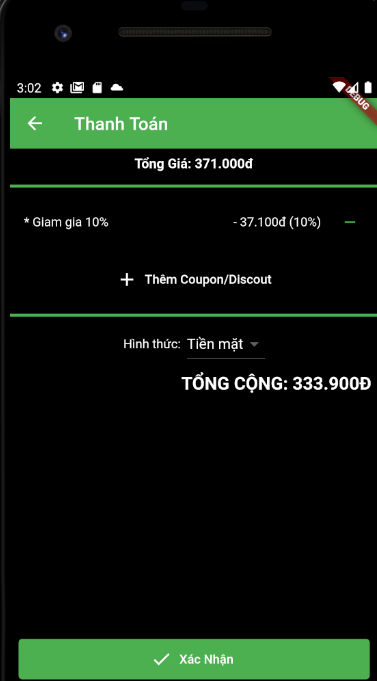 3:02
DEBUG
Thanh Toán
Tổng Giá: 371.000đ
* Giam gia 10% - 37.100đ (10%)
Thêm Coupon/Discout
Hình thức: Tiền mặt
TỔNG CỘNG: 333.900Đ
Xác Nhận